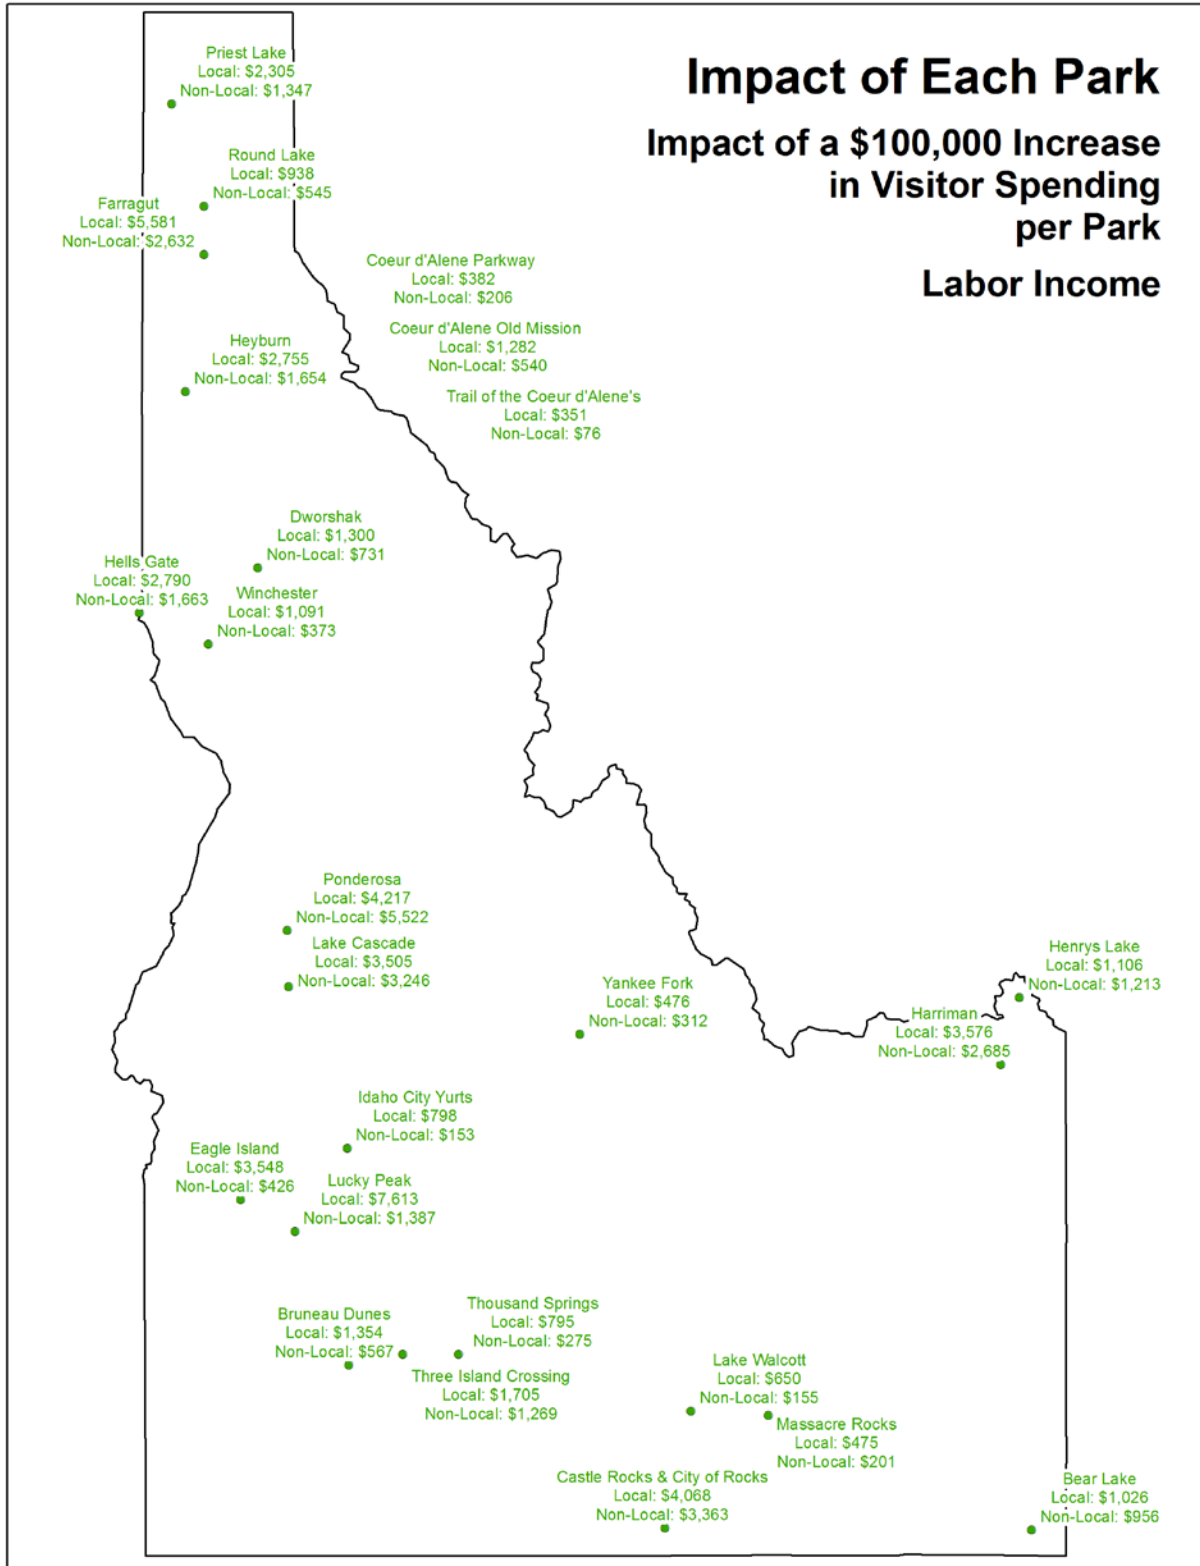 Impact of Each Park
Impact of a $100,000 Increase
in Visitor Spending
per Park
Labor Income
Priest Lake
Local: $2,305
Non-Local: $1,347
Round Lake
Local: $938
Non-Local: $545
Farragut
Local: $5,581
Non-Local: $2,632
Coeur d'Alene Parkway
Local: $382
Non-Local: $206
Coeur d'Alene Old Mission
Local: $1,282
Non-Local: $540
Heyburn
Local: $2,755
Non-Local: $1,654
Trail of the Coeur d'Alene's
Local: $351
Non-Local: $76
Dworshak
Local: $1,300
Non-Local: $731
Hells Gate
Local: $2,790
Non-Local: $1,663
Winchester
Local: $1,091
Non-Local: $373
Ponderosa
Local: $4,217
Non-Local: $5,522
Lake Cascade
Local: $3,505
Non-Local: $3,246
Henrys Lake
Local: $1,106
Non-Local: $1,213
Yankee Fork
Local: $476
Non-Local: $312
Harriman
Local: $3,576
Non-Local: $2,685
Idaho City Yurts
Local: $798
Non-Local: $153
Eagle Island
Local: $3,548
Non-Local: $426
Lucky Peak
Local: $7,613
Non-Local: $1,387
Thousand Springs
Local: $795
Non-Local: $275
Bruneau Dunes
Local: $1,354
Non-Local: $567
Three Island Crossing
Local: $1,705
Non-Local: $1,269
Lake Walcott
Local: $650
Non-Local: $155
Massacre Rocks
Local: $475
Non-Local: $201
Castle Rocks & City of Rocks
Local: $4,068
Non-Local: $3,363
Bear Lake
Local: $1,026
Non-Local: $956